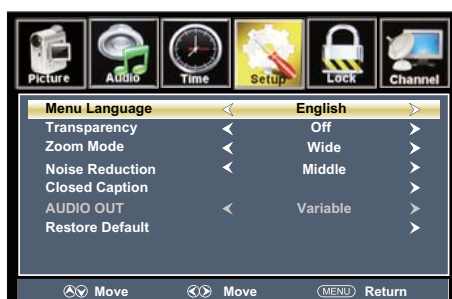 Picture Audio Time Setup Lock Channel
Menu Language English
Transparency Off
Zoom Mode Wide
Noise Reduction Middle
Closed Caption
AUDIO OUT Variable
Restore Default
Move Move MENU Return